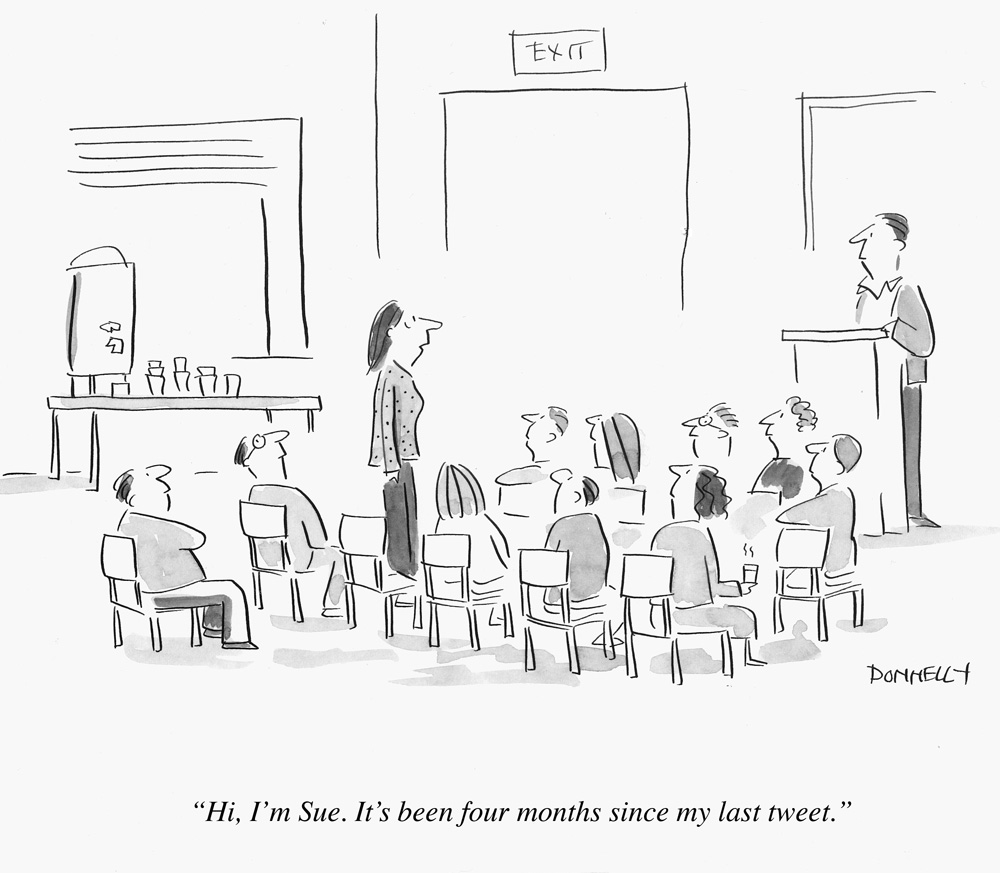 EXIT
DONNELLY
“Hi, I’m Sue. It’s been four months since my last tweet.”